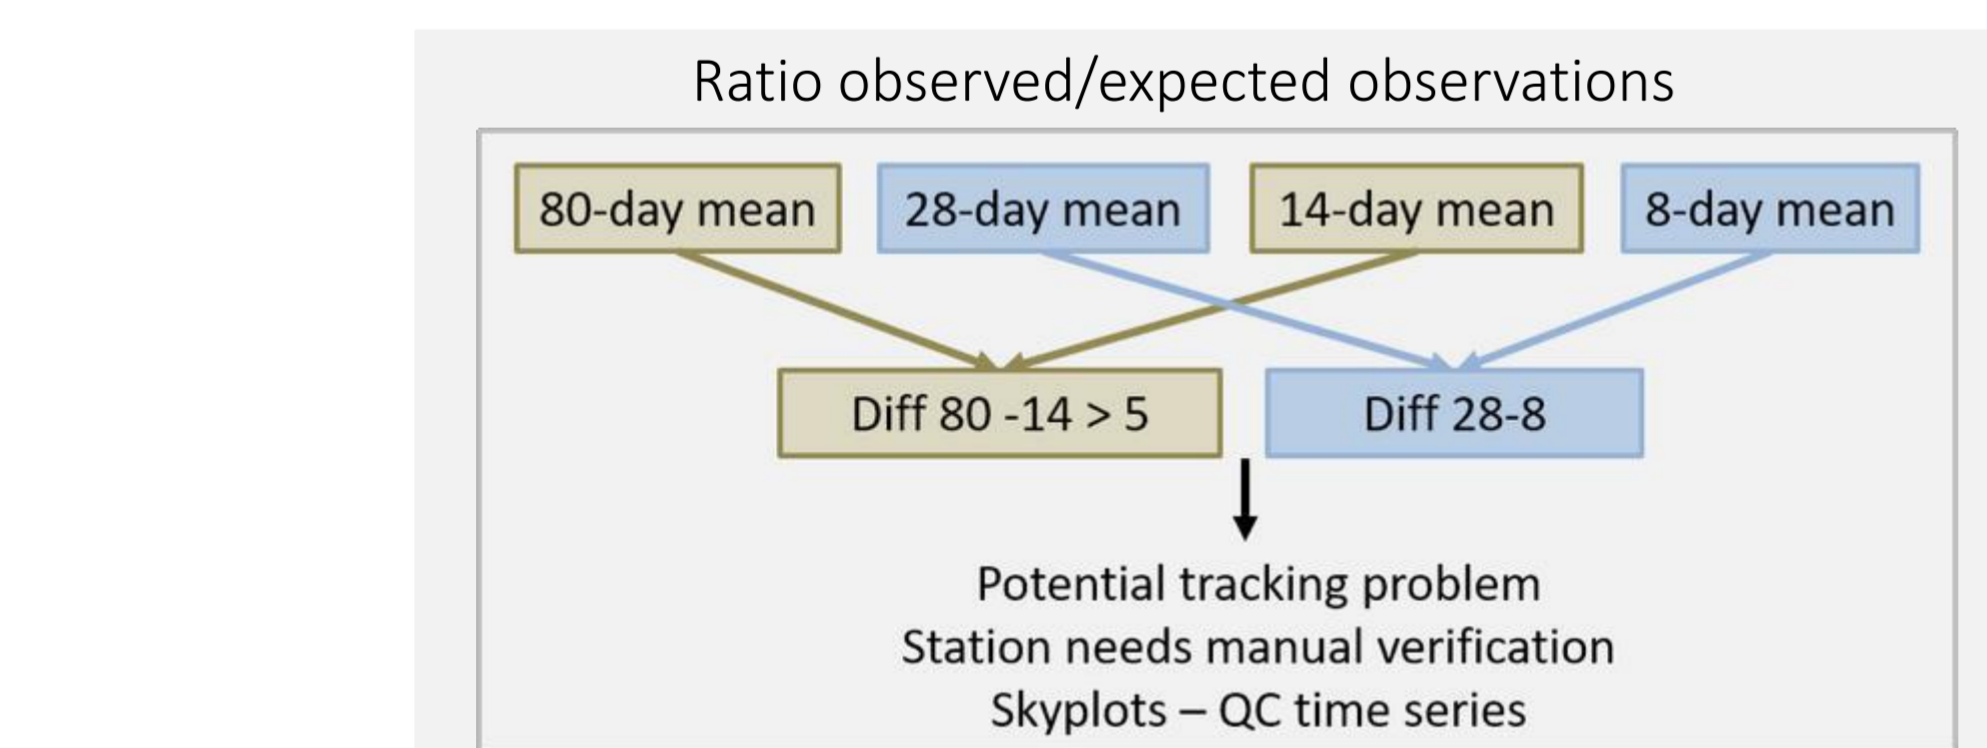 Ratio observed/expected observations
80-day mean
28-day mean
14-day mean
8-day mean
Diff 80 -14 > 5
Diff 28-8
Potential tracking problem
Station needs manual verification
Skyplots – QC time series